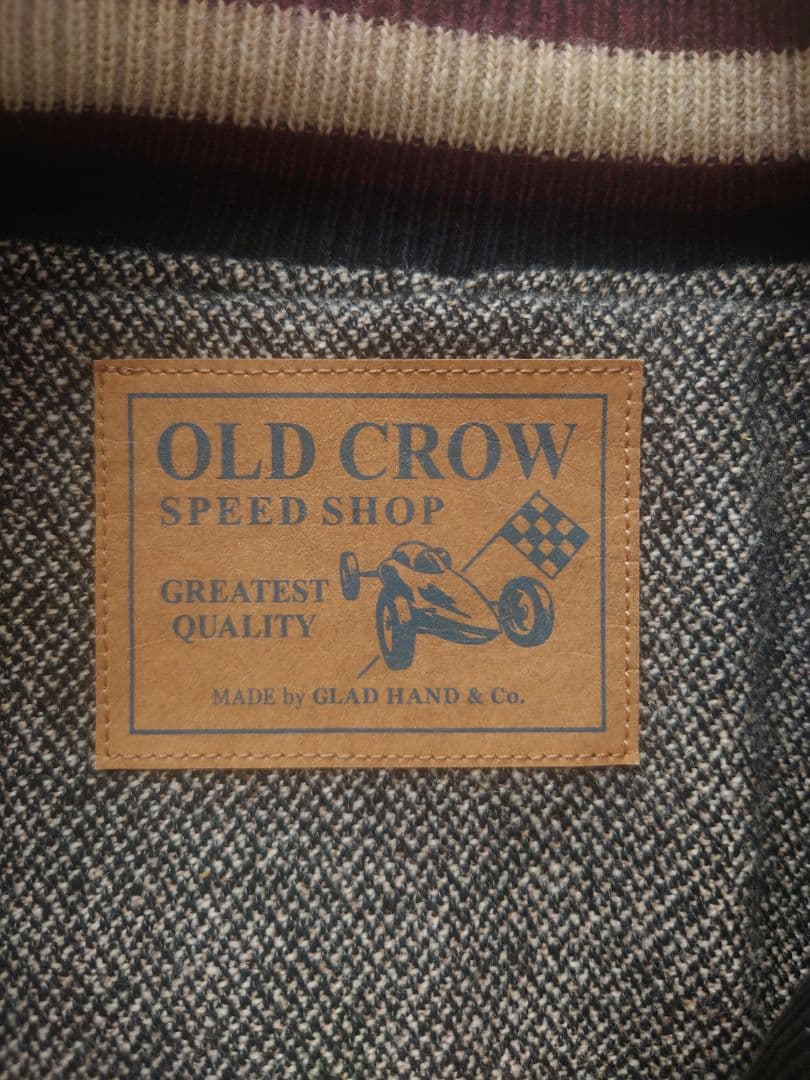 OLD CROW
SPEED SHOP
GREATEST
QUALITY
MADE by GLAD HAND & Co.